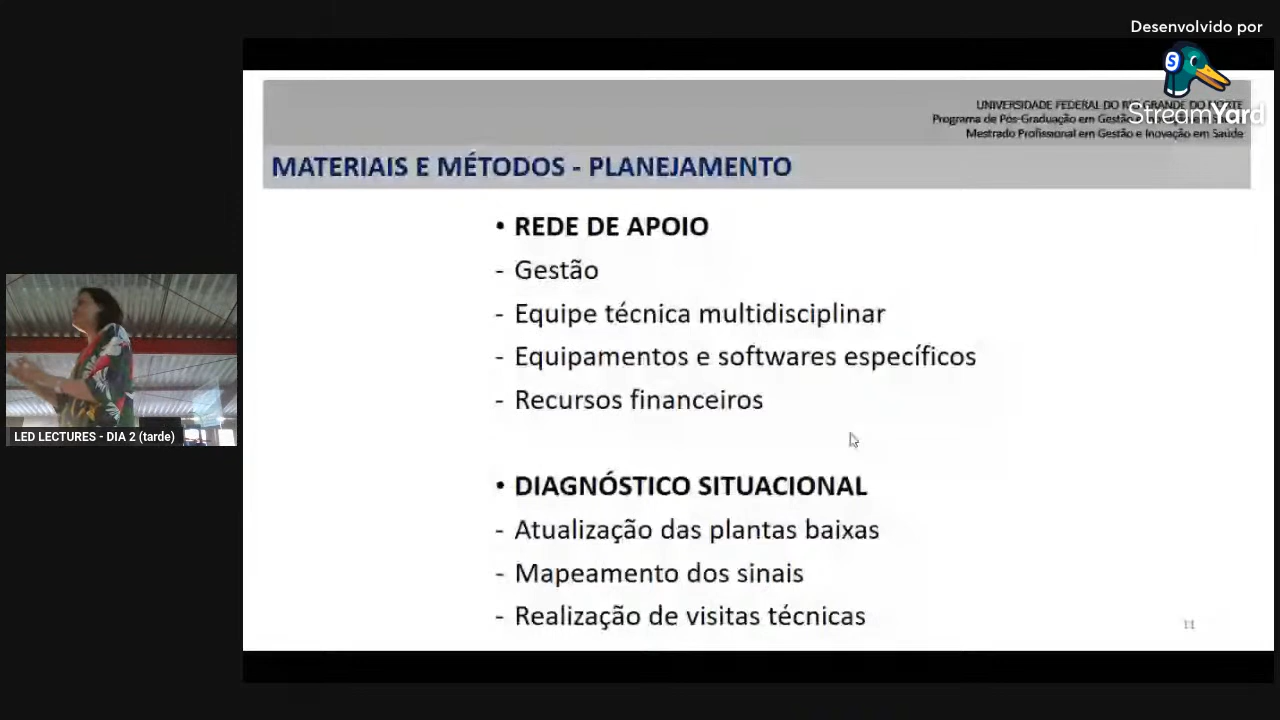 Desenvolvido por
StreamYard
UNIVERSIDADE FEDERAL DO RIO GRANDE DO NORTE
Programa de Pós-Graduação em Gestão
Mestrado Profissional em Gestão e Inovação em Saúde
MATERIAIS E MÉTODOS - PLANEJAMENTO
• REDE DE APOIO
- Gestão
- Equipe técnica multidisciplinar
- Equipamentos e softwares específicos
- Recursos financeiros
• DIAGNÓSTICO SITUACIONAL
- Atualização das plantas baixas
- Mapeamento dos sinais
- Realização de visitas técnicas
11
LED LECTURES - DIA 2 (tarde)